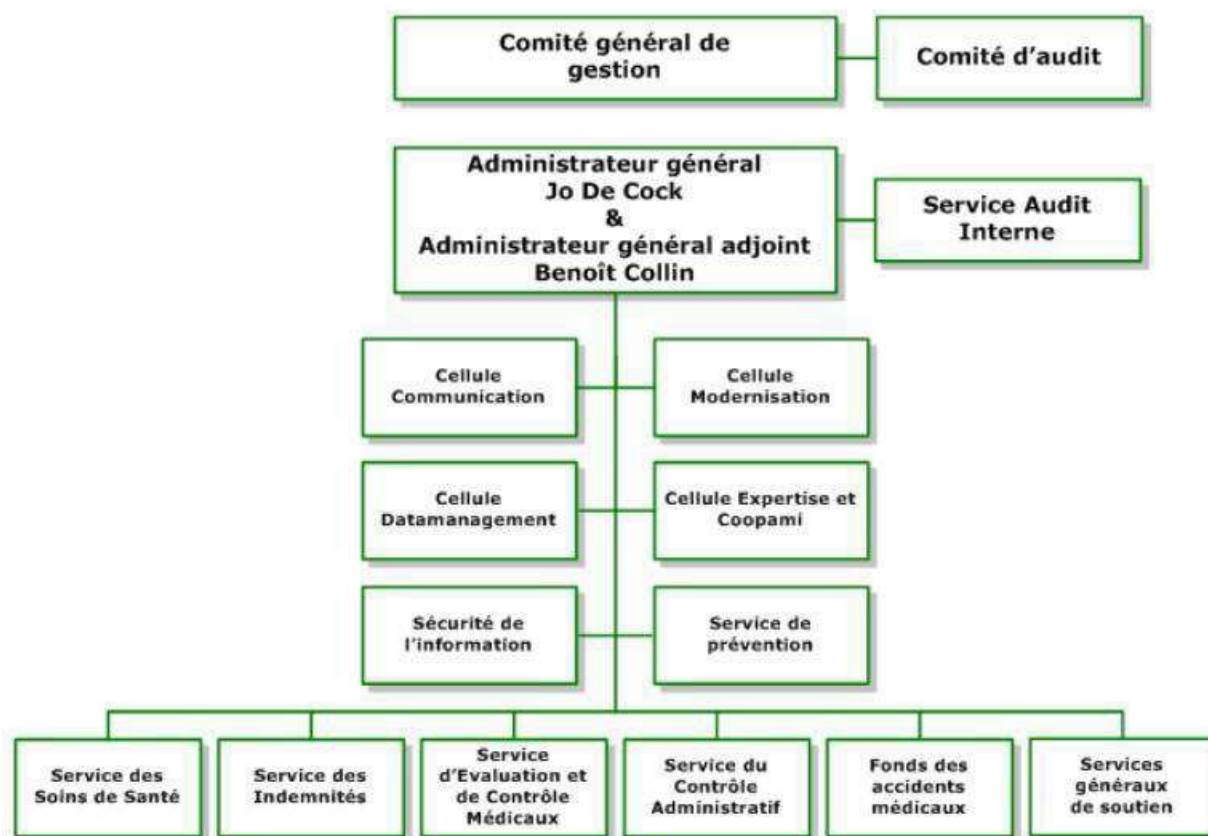 Comité général de
gestion
Comité d'audit
Administrateur général
Jo De Cock
&
Administrateur général adjoint
Benoît Collin
Service Audit
Interne
Cellule
Communication
Cellule
Modernisation
Cellule
Datamanagement
Cellule Expertise et
Coopami
Sécurité de
l'information
Service de
prévention
Service des
Soins de Santé
Service des
Indemnités
Service
d'Evaluation et
de Contrôle
Médicaux
Service du
Contrôle
Administratif
Fonds des
accidents
médicaux
Services
généraux
de soutien